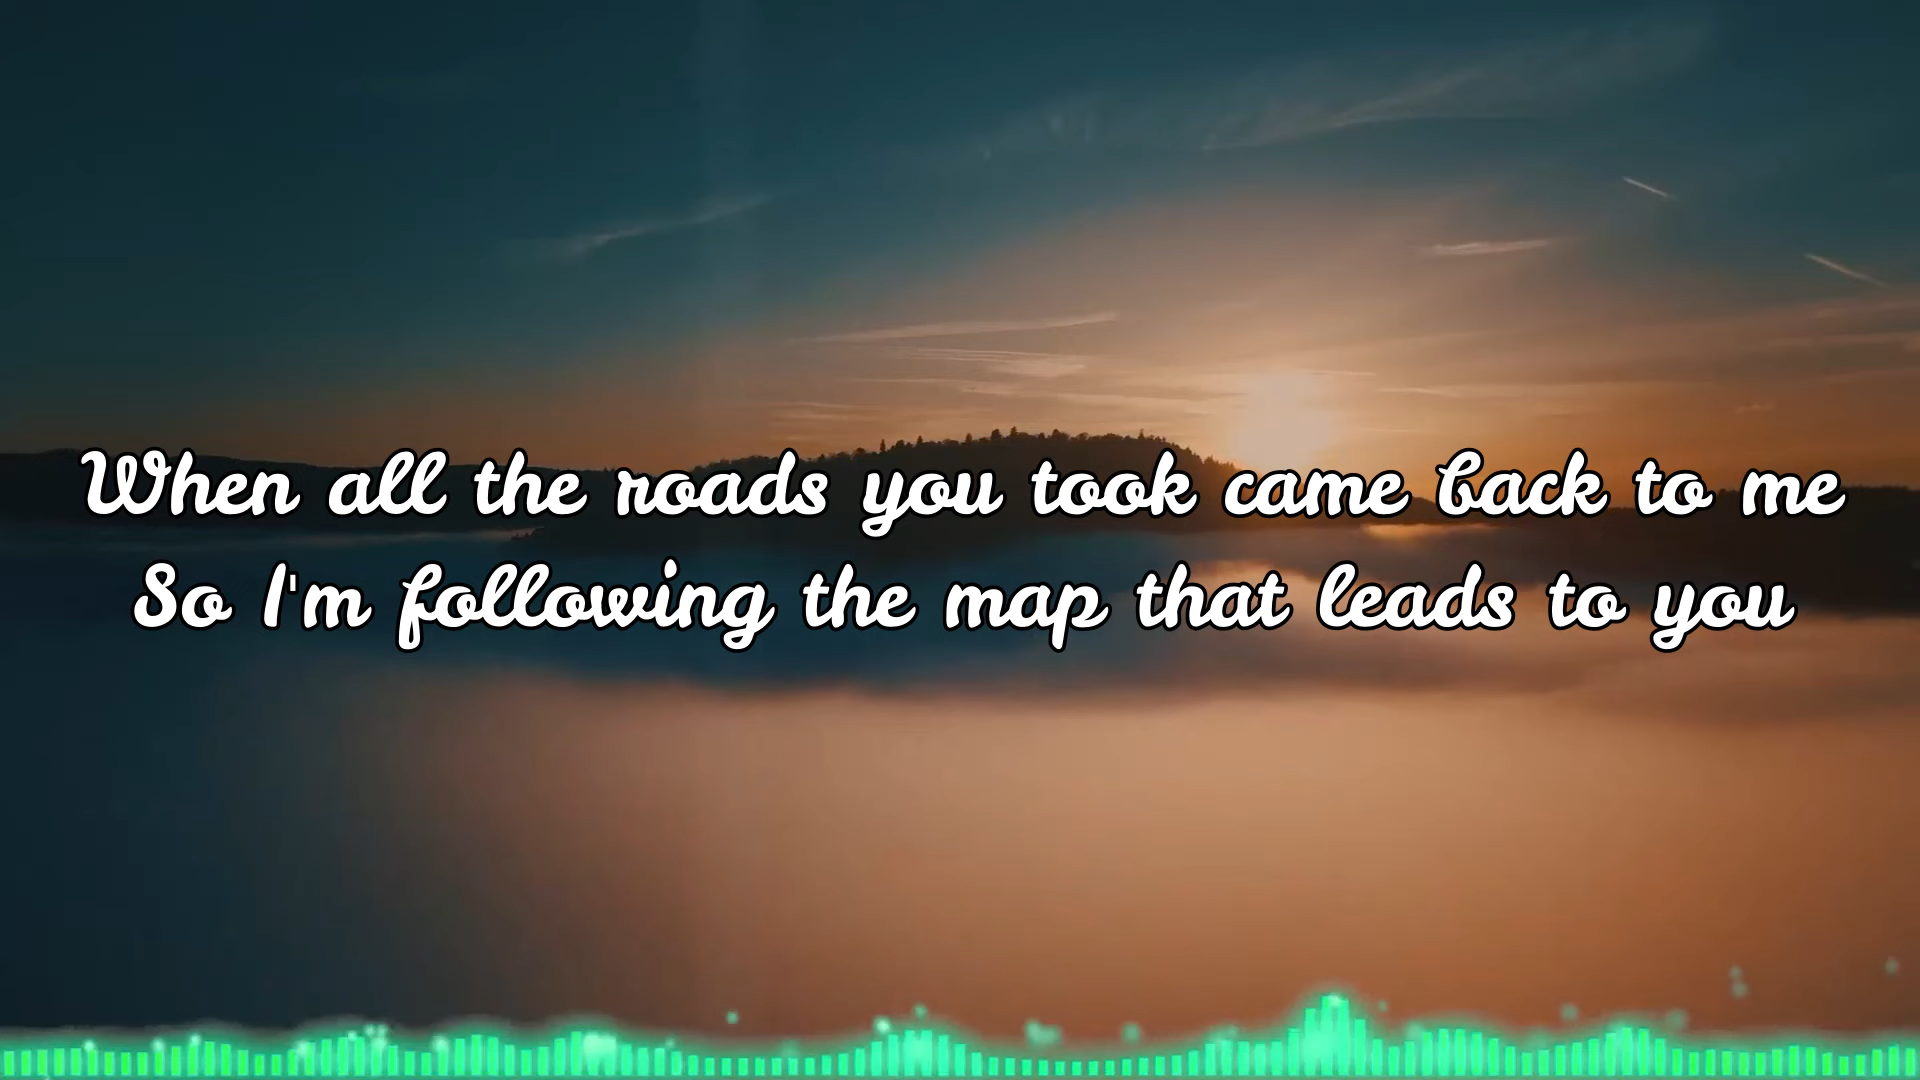 When all the roads you took came back to me
So I'm following the map that leads to you